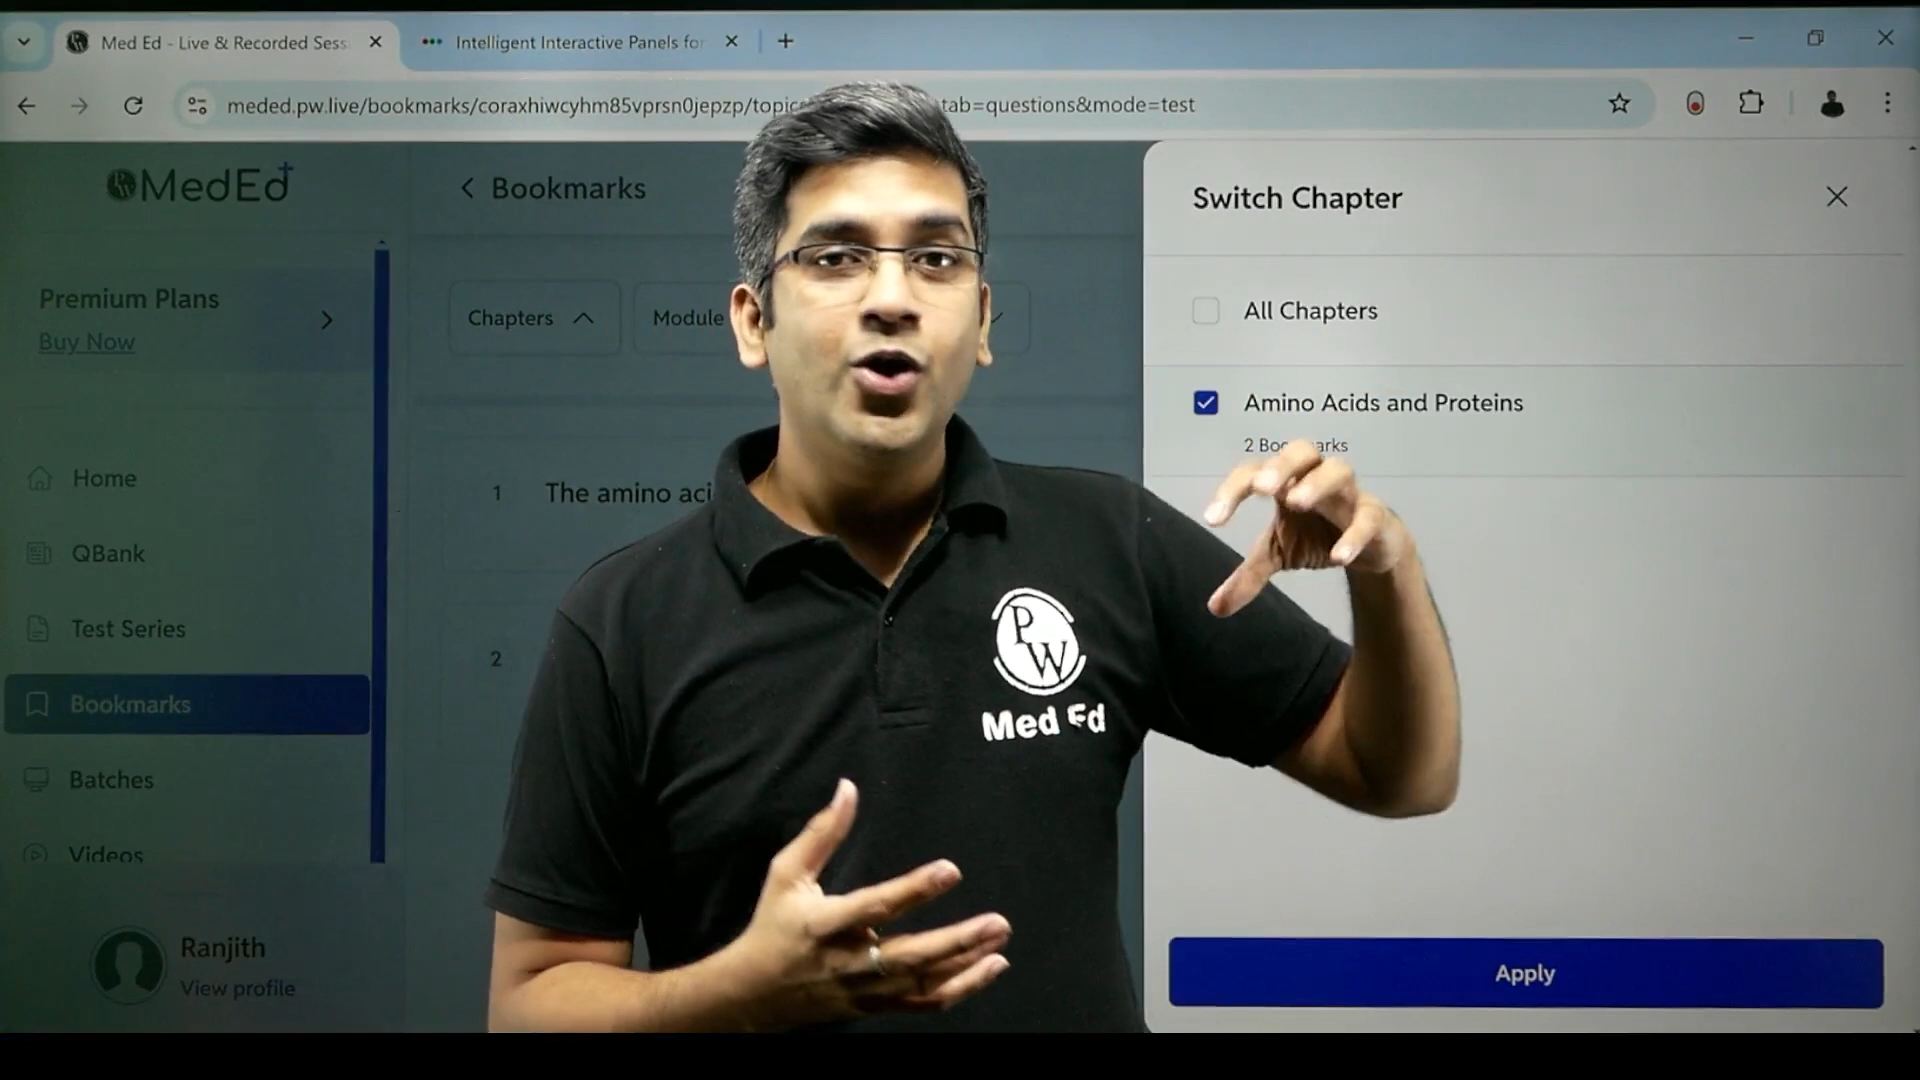 Med Ed - Live & Recorded Sess
Intelligent Interactive Panels for
meded.pw.live/bookmarks/coraxhiwcyhm85vprsn0jepzp/topic
tab=questions&mode=test
MedEd
Bookmarks
Switch Chapter
Premium Plans
Buy Now
Chapters
Module
All Chapters
Amino Acids and Proteins
2
1 The amino aci
Home
QBank
Test Series
2
Bookmarks
Batches
Videos
PW
Med Ed
Ranjith
View profile
Apply